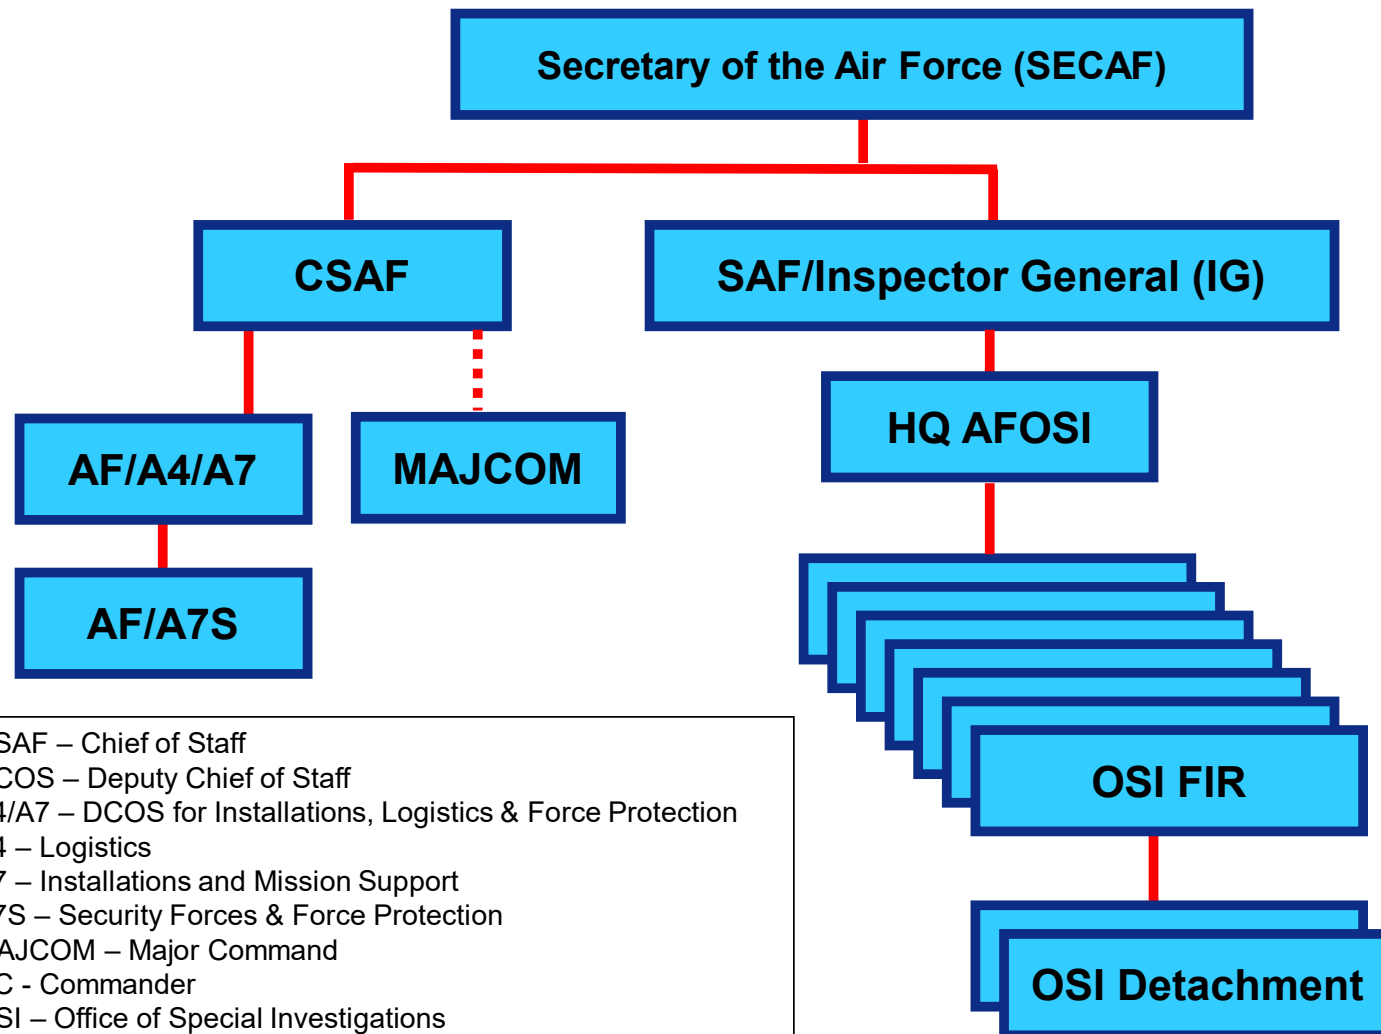 Secretary of the Air Force (SECAF)
CSAF
SAF/Inspector General (IG)
HQ AFOSI
AF/A4/A7
MAJCOM
AF/A7S
OSI FIR
OSI Detachment
SAF – Chief of Staff
COS – Deputy Chief of Staff
4/A7 – DCOS for Installations, Logistics & Force Protection
4 – Logistics
7 – Installations and Mission Support
7S – Security Forces & Force Protection
AJCOM – Major Command
C - Commander
SI – Office of Special Investigations